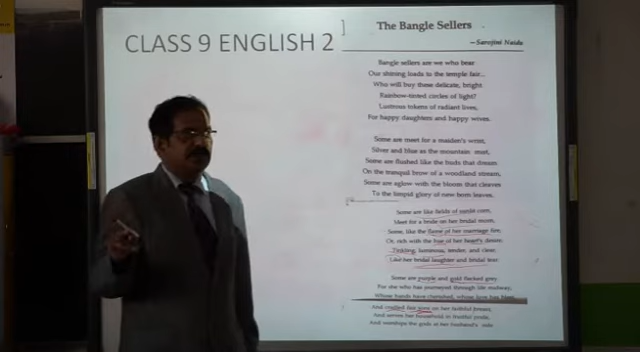 CLASS 9 ENGLISH 2
The Bangle Sellers
—Sarojini Naidu
Bangle sellers are we who bear
Our shining loads to the temple fair...
Who will buy these delicate, bright
Rainbow-tinted circles of light?
Lustrous tokens of radiant lives,
For happy daughters and happy wives.
Some are meet for a maiden's wrist,
Silver and blue as the mountain mist,
Some are flushed like the buds that dream
On the tranquil brow of a woodland stream,
Some are aglow with the bloom that cleaves
To the limpid glory of new born leaves.
Some are like fields of sunlit corn,
Meet for a bride on her bridal morn,
Some, like the flame of her marriage fire,
Or, rich with the hue of her heart's desire,
Tinkling, luminous, tender, and clear,
Like her bridal laughter and bridal tear.
Some are purple and gold flecked grey
For she who has journeyed through life midway,
Whose hands have cherished, whose love has blest,
And cradled fair sons on her faithful breast,
And serves her household in fruitful pride,
And worships the gods at her husband's side.